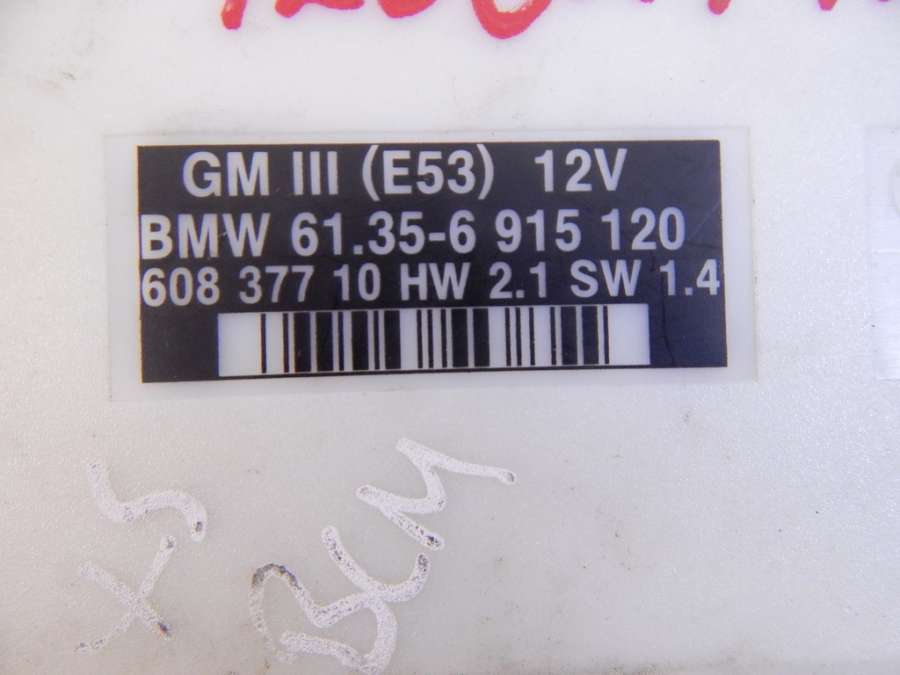 GM III (E53) 12V
BMW 61.35-6 915 120
608 377 10 HW 2.1 SW 1.4
X5
BCM